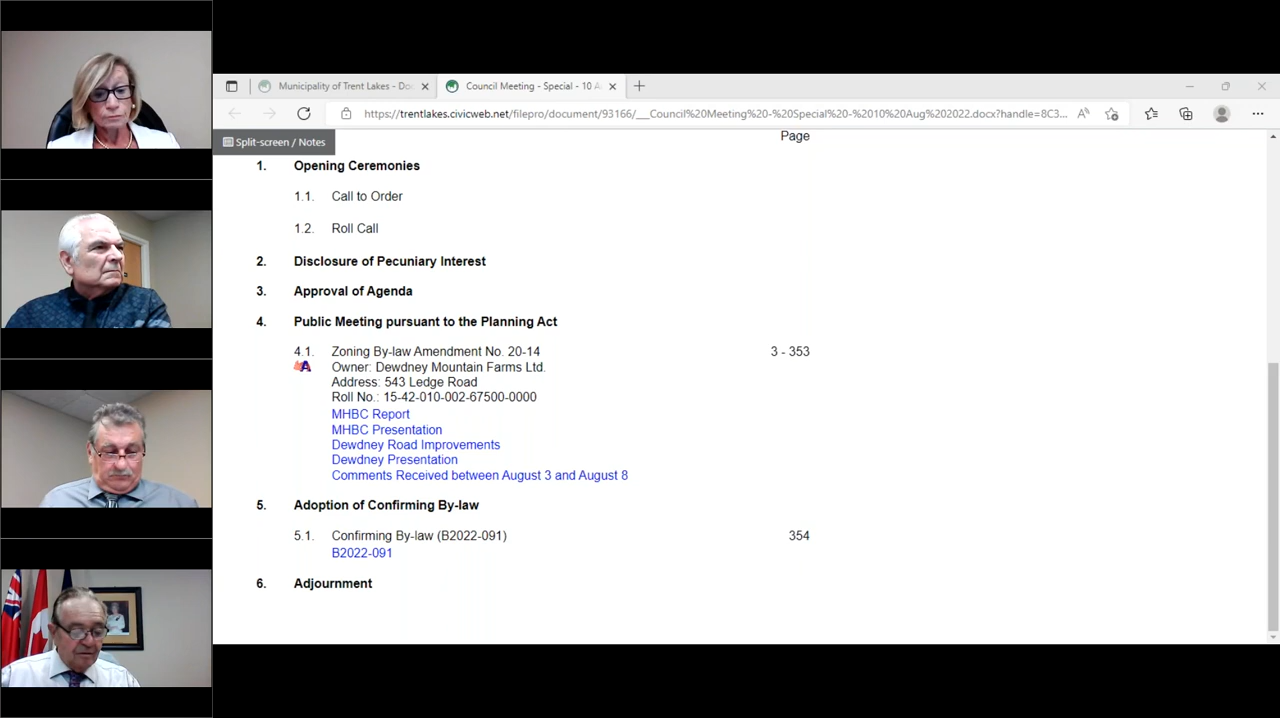 Municipality of Trent Lakes - Do
Council Meeting - Special - 10 A
https://trentlakes.civicweb.net/filepro/document/93166/___Council%20Meeting%20-%20Special%20-%2010%20Aug%202022.docx?handle=8C3...
Split-screen / Notes
Page
1. Opening Ceremonies
1.1. Call to Order
1.2. Roll Call
2. Disclosure of Pecuniary Interest
3. Approval of Agenda
4. Public Meeting pursuant to the Planning Act
4.1. Zoning By-law Amendment No. 20-14 3 - 353
Owner: Dewdney Mountain Farms Ltd.
Address: 543 Ledge Road
Roll No.: 15-42-010-002-67500-0000
MHBC Report
MHBC Presentation
Dewdney Road Improvements
Dewdney Presentation
Comments Received between August 3 and August 8
5. Adoption of Confirming By-law
5.1. Confirming By-law (B2022-091) 354
B2022-091
6. Adjournment